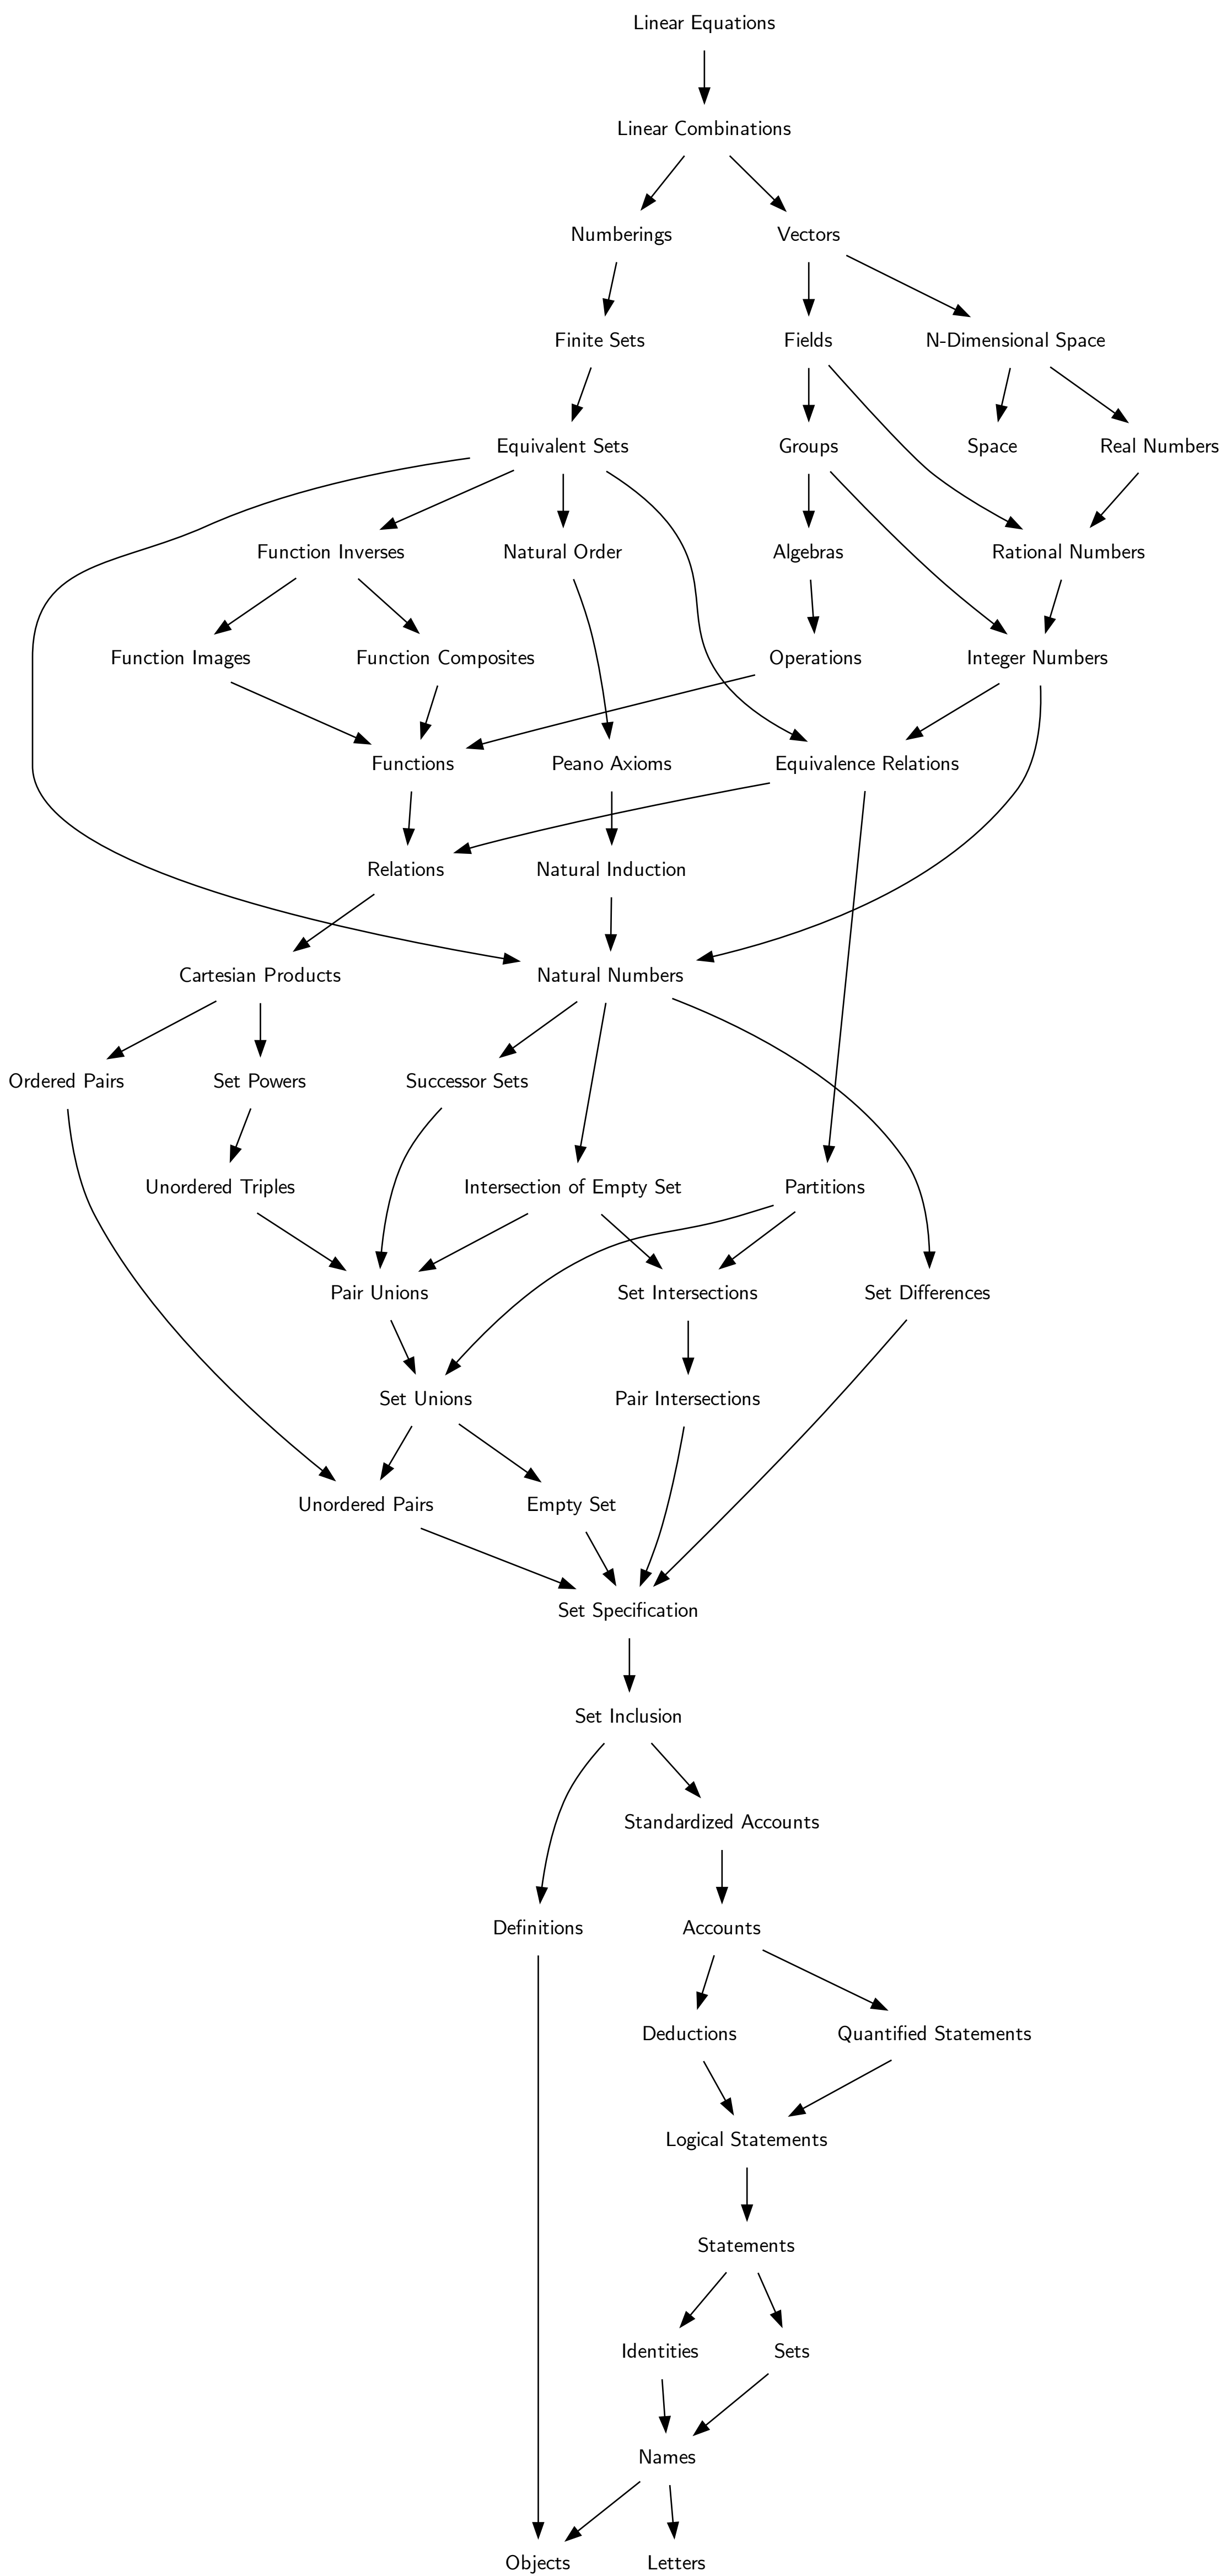 Linear Equations
Linear Combinations
Numberings
Vectors
Finite Sets
Fields
N-Dimensional Space
Equivalent Sets
Groups
Space
Real Numbers
Function Inverses
Natural Order
Algebras
Rational Numbers
Function Images
Function Composites
Operations
Integer Numbers
Functions
Peano Axioms
Equivalence Relations
Relations
Natural Induction
Cartesian Products
Natural Numbers
Ordered Pairs
Set Powers
Successor Sets
Unordered Triples
Intersection of Empty Set
Partitions
Pair Unions
Set Intersections
Set Differences
Set Unions
Pair Intersections
Unordered Pairs
Empty Set
Set Specification
Set Inclusion
Standardized Accounts
Definitions
Accounts
Deductions
Quantified Statements
Logical Statements
Statements
Identities
Sets
Names
Objects
Letters